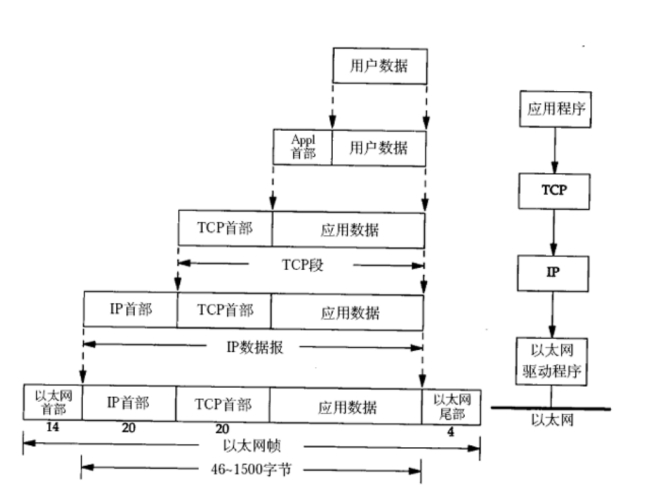 用户数据
应用程序
Appl
首部
用户数据
TCP
TCP首部
应用数据
TCP段
IP
IP首部
TCP首部
应用数据
IP数据报
以太网
驱动程序
以太网
首部
IP首部
TCP首部
应用数据
以太网
尾部
以太网
14
20
20
4
以太网帧
46~1500字节